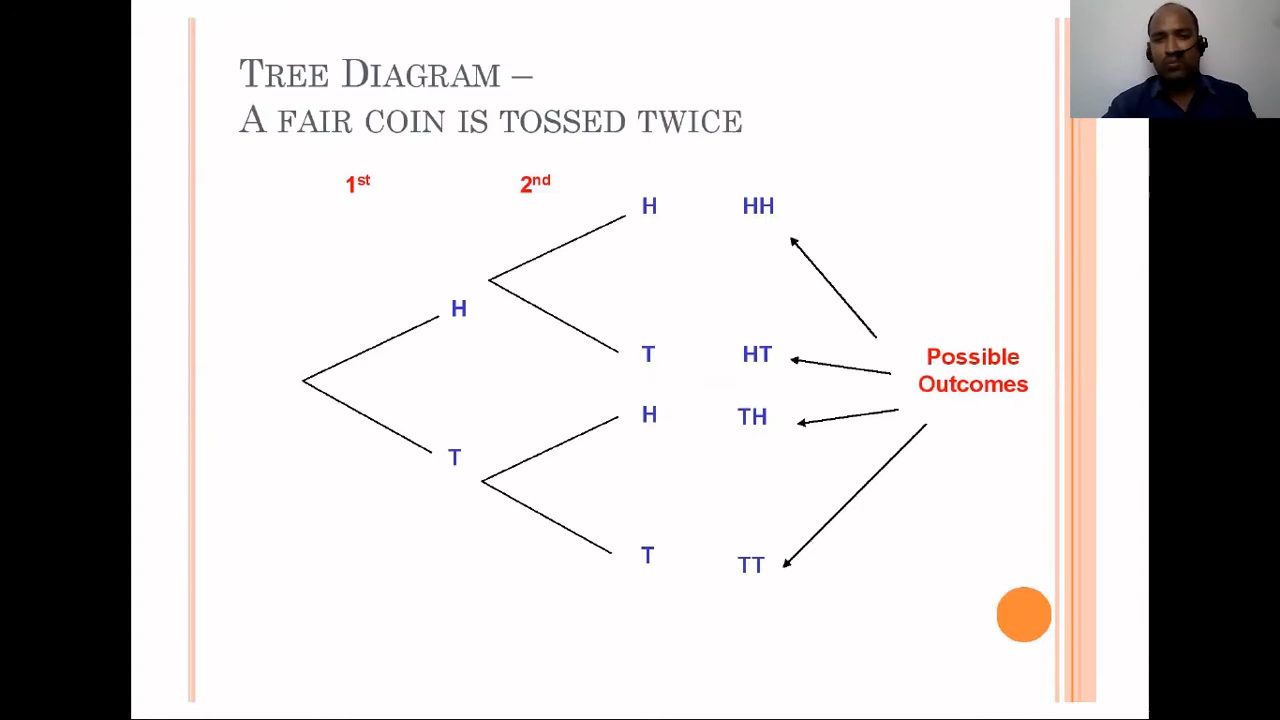 TREE DIAGRAM –
A FAIR COIN IS TOSSED TWICE
1st
2nd
H
HH
H
T
HT
Possible
Outcomes
H
TH
T
T
TT